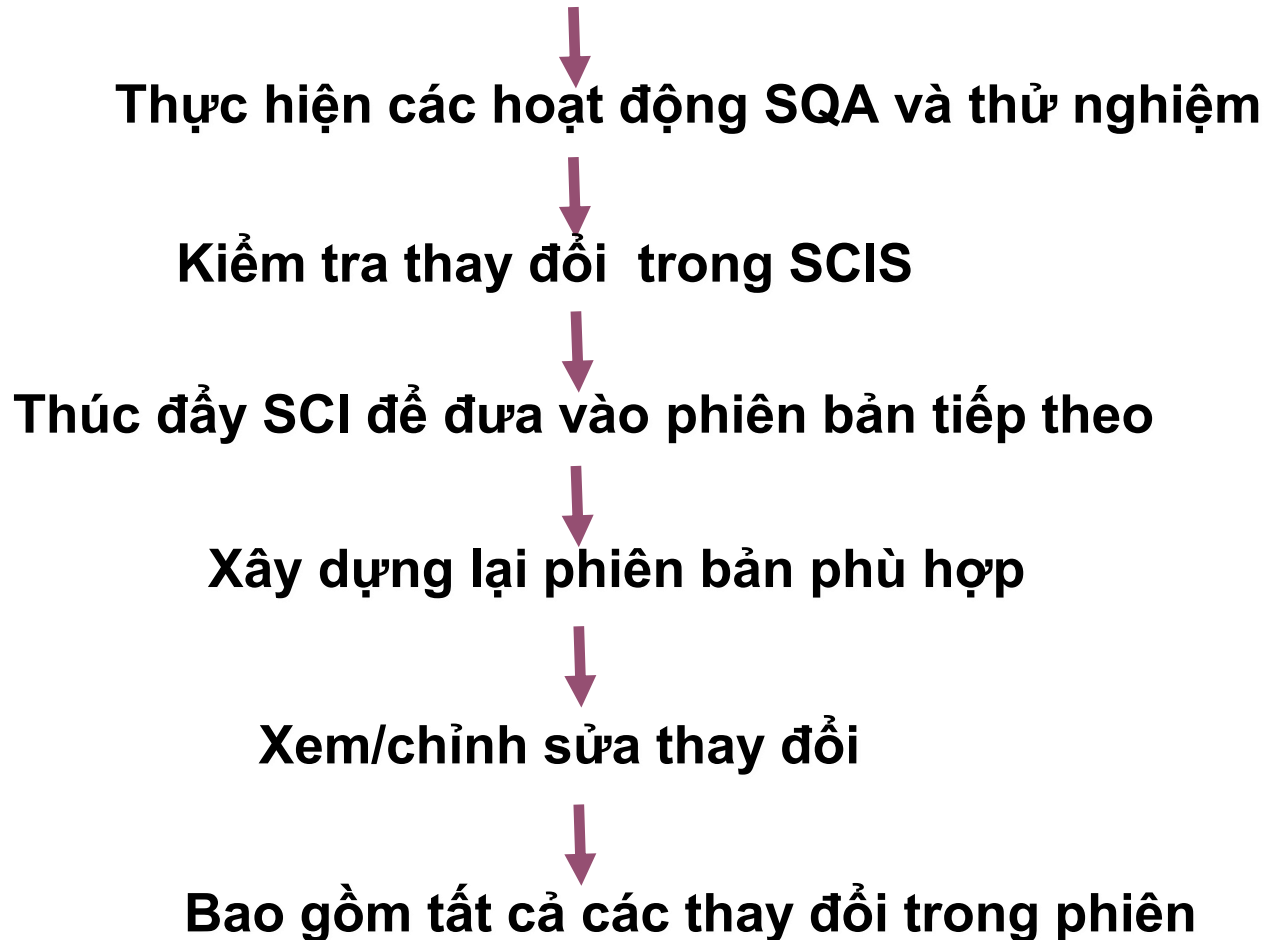 Thực hiện các hoạt động SQA và thử nghiệm
Kiểm tra thay đổi trong SCIS
Thúc đẩy SCI để đưa vào phiên bản tiếp theo
Xây dựng lại phiên bản phù hợp
Xem/chỉnh sửa thay đổi
Bao gồm tất cả các thay đổi trong phiên